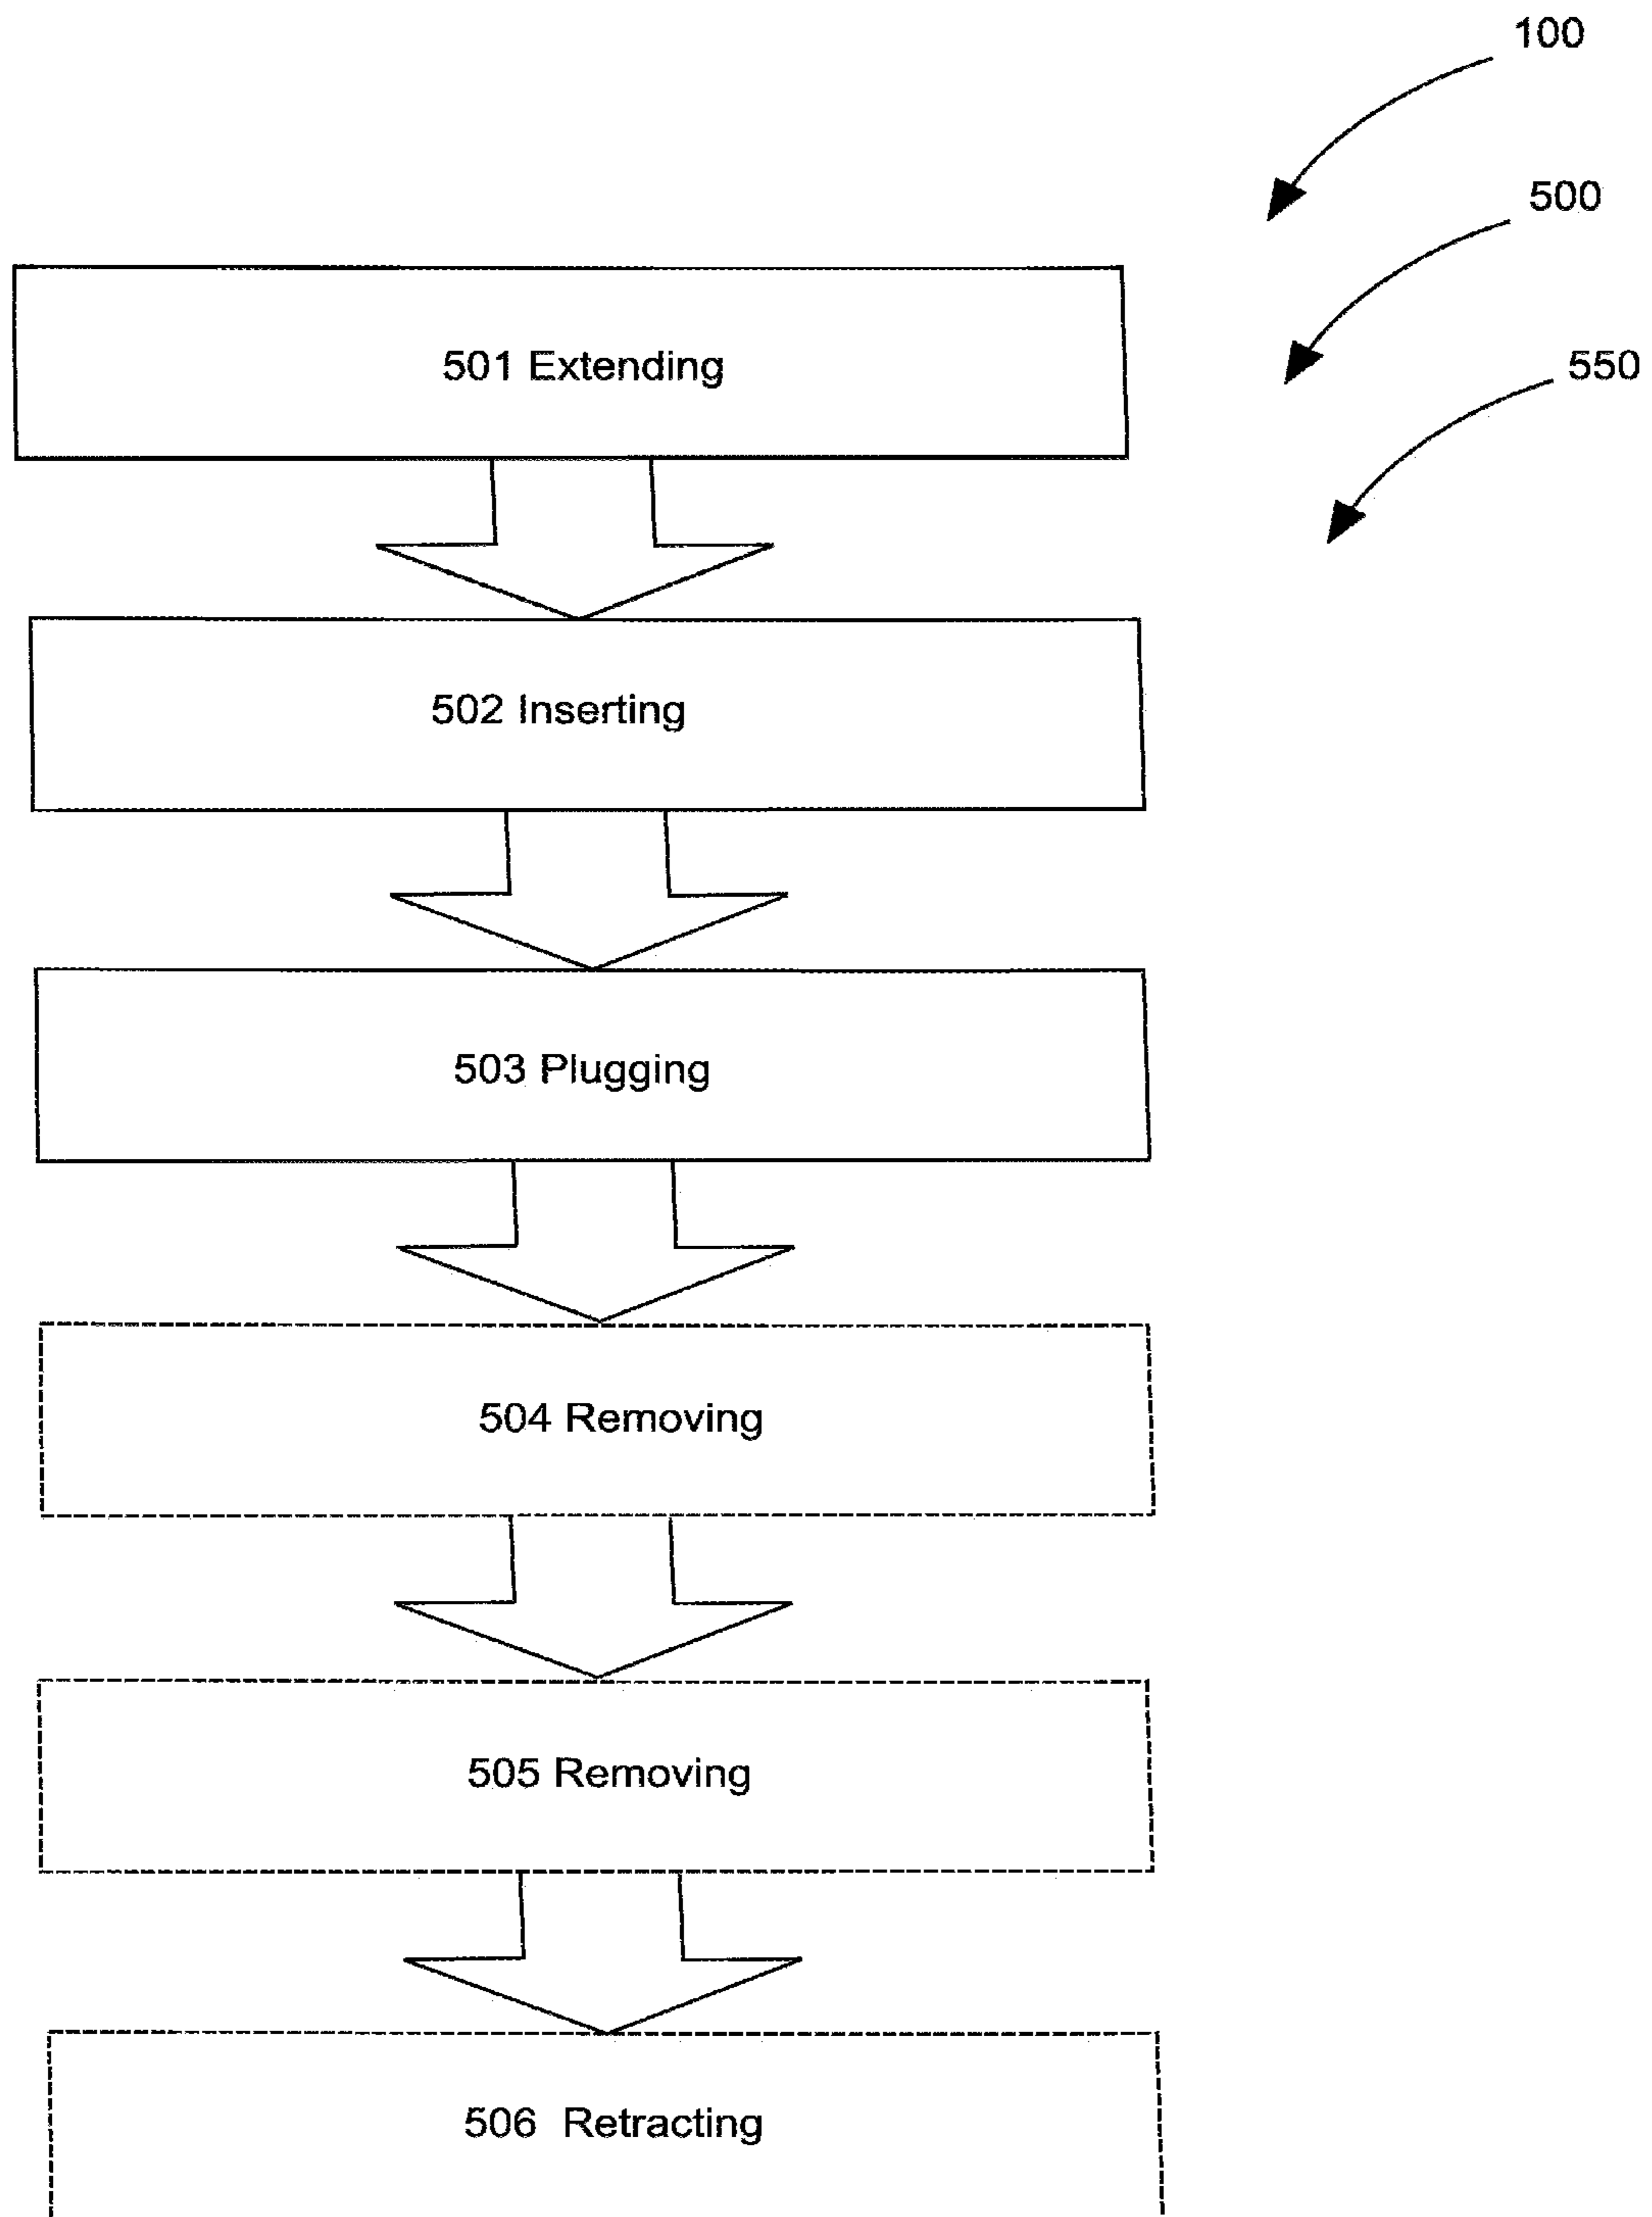 100
500
550
501 Extending
502 Inserting
503 Plugging
504 Removing
505 Removing
506 Retracting